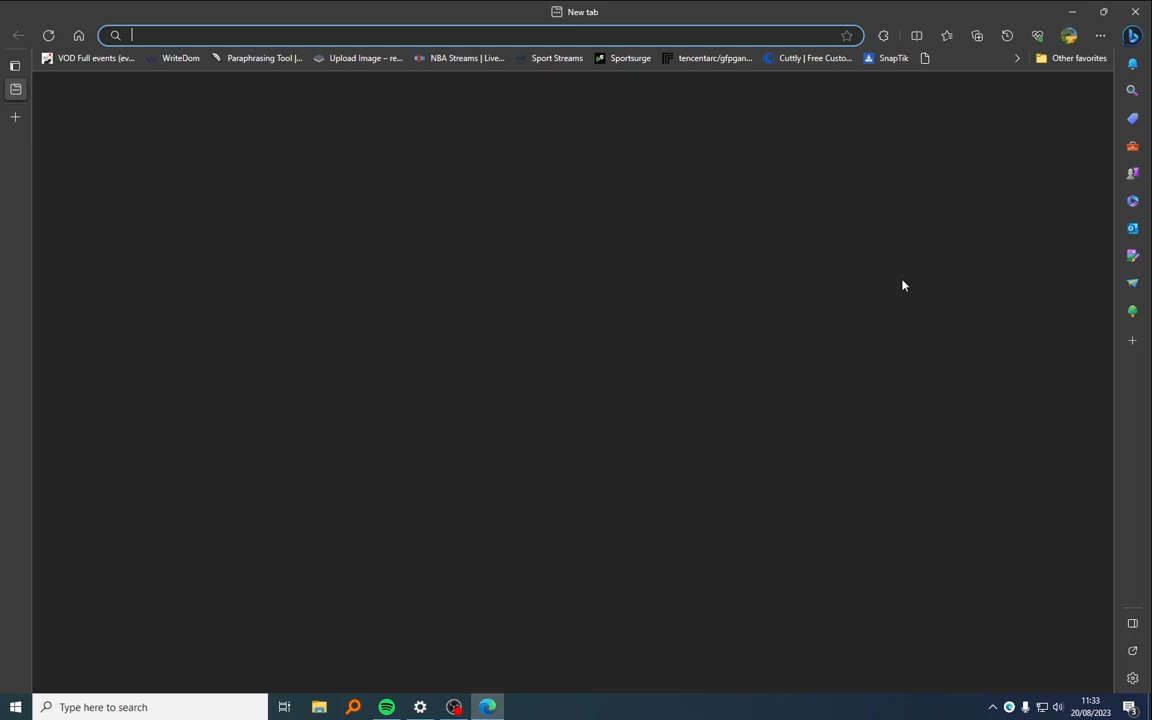 New tab
VOD Full events (ev...
WriteDom
Paraphrasing Tool |...
Upload Image – re...
NBA Streams | Live...
Sport Streams
Sportsurge
tencentarc/gfpgan...
Cuttly | Free Custo...
SnapTik
Other favorites
Type here to search
11:33
20/08/2023
3